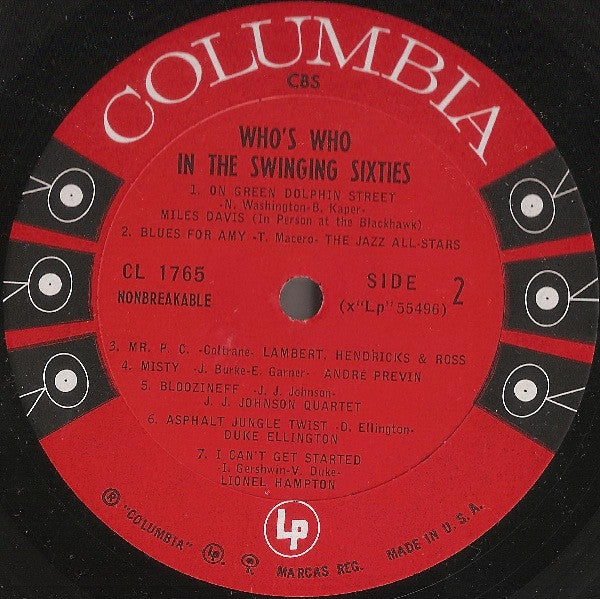 COLUMBIA
CBS
WHO'S WHO
IN THE SWINGING SIXTIES
1. ON GREEN DOLPHIN STREET
-N. Washington-B. Kaper-
MILES DAVIS (In Person at the Blackhawk)
2. BLUES FOR AMY -T. Macero- THE JAZZ ALL-STARS
CL 1765
NONBREAKABLE
SIDE 2
(x"Lp" 55496)
3. MR. P. C. -Coltrane- LAMBERT, HENDRICKS & ROSS
4. MISTY -J. Burke-E. Garner- ANDRÉ PREVIN
5. BLOOZINEFF -J. J. Johnson-
J. J. JOHNSON QUARTET
6. ASPHALT JUNGLE TWIST -D. Ellington-
DUKE ELLINGTON
7. I CAN'T GET STARTED
-I. Gershwin-V. Duke-
LIONEL HAMPTON
Lp
® "COLUMBIA" Lp MARCAS REG. MADE IN U. S. A.